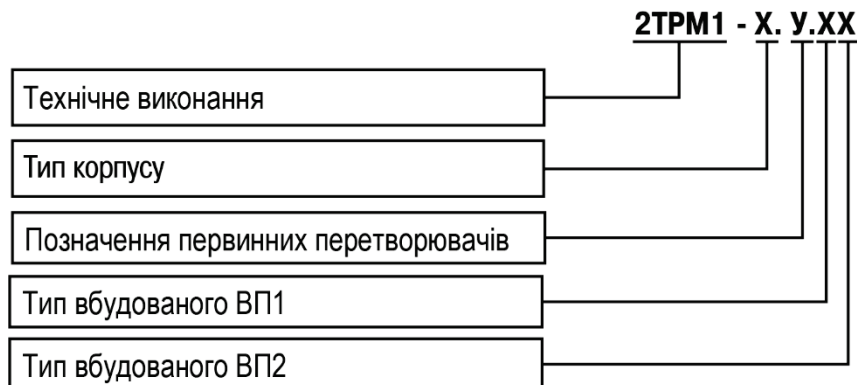 2ТРМ1 - Х. У.ХХ
Технічне виконання
Тип корпусу
Позначення первинних перетворювачів
Тип вбудованого ВП1
Тип вбудованого ВП2